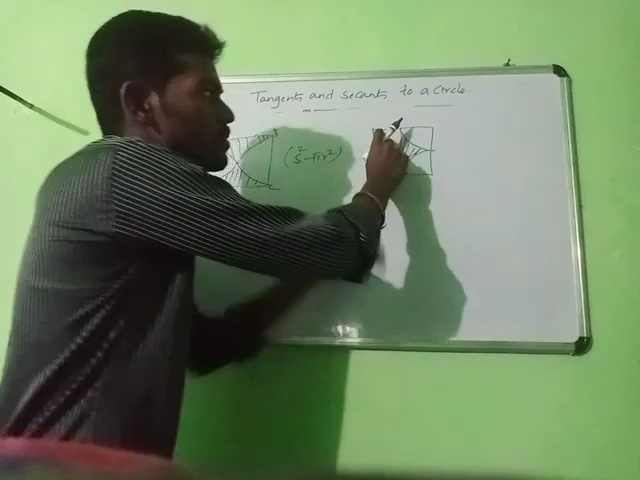 Tangents and secants to a circle
(s²-πr²)